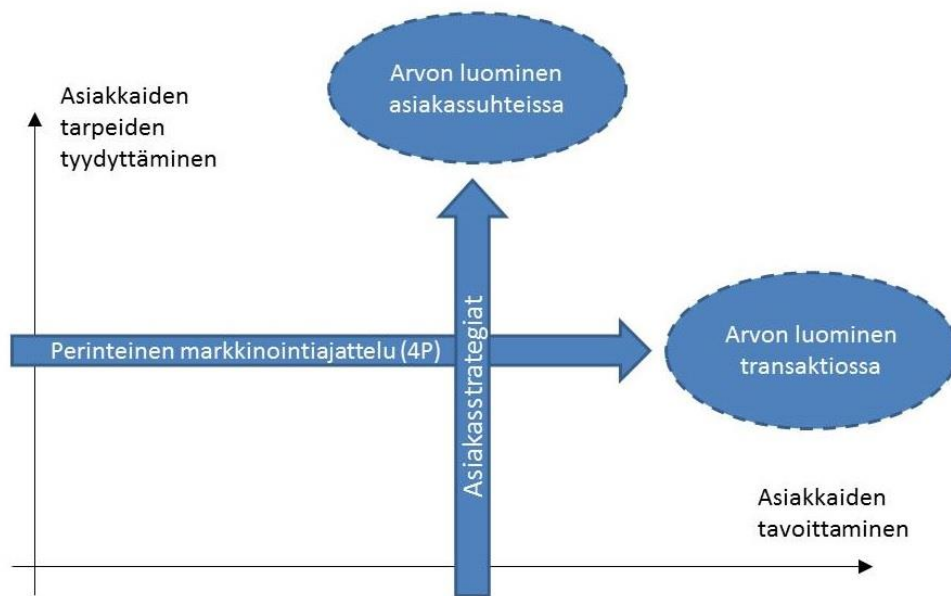 Arvon luominen
asiakassuhteissa
Asiakkaiden
tarpeiden
tyydyttäminen
Asiakasstrategiat
Perinteinen markkinointiajattelu (4P)
Arvon luominen
transaktiossa
Asiakkaiden
tavoittaminen